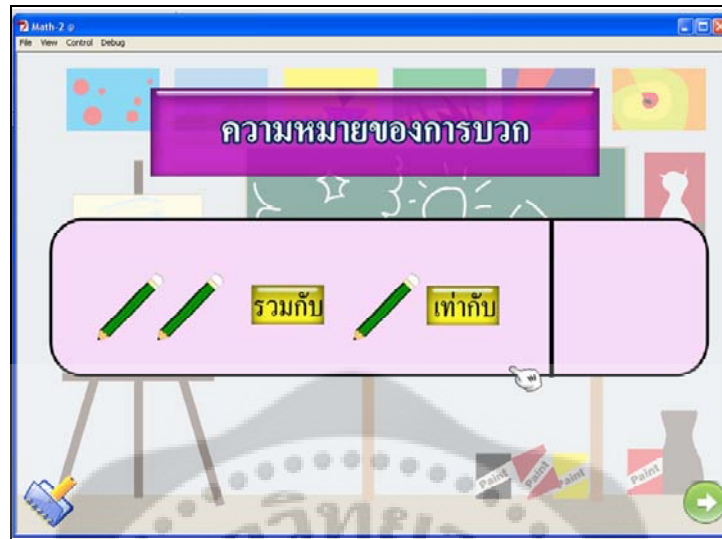 Math-2
File View Control Debug
ความหมายของการบวก
รวมกับ เท่ากับ
Paint Paint Paint Paint